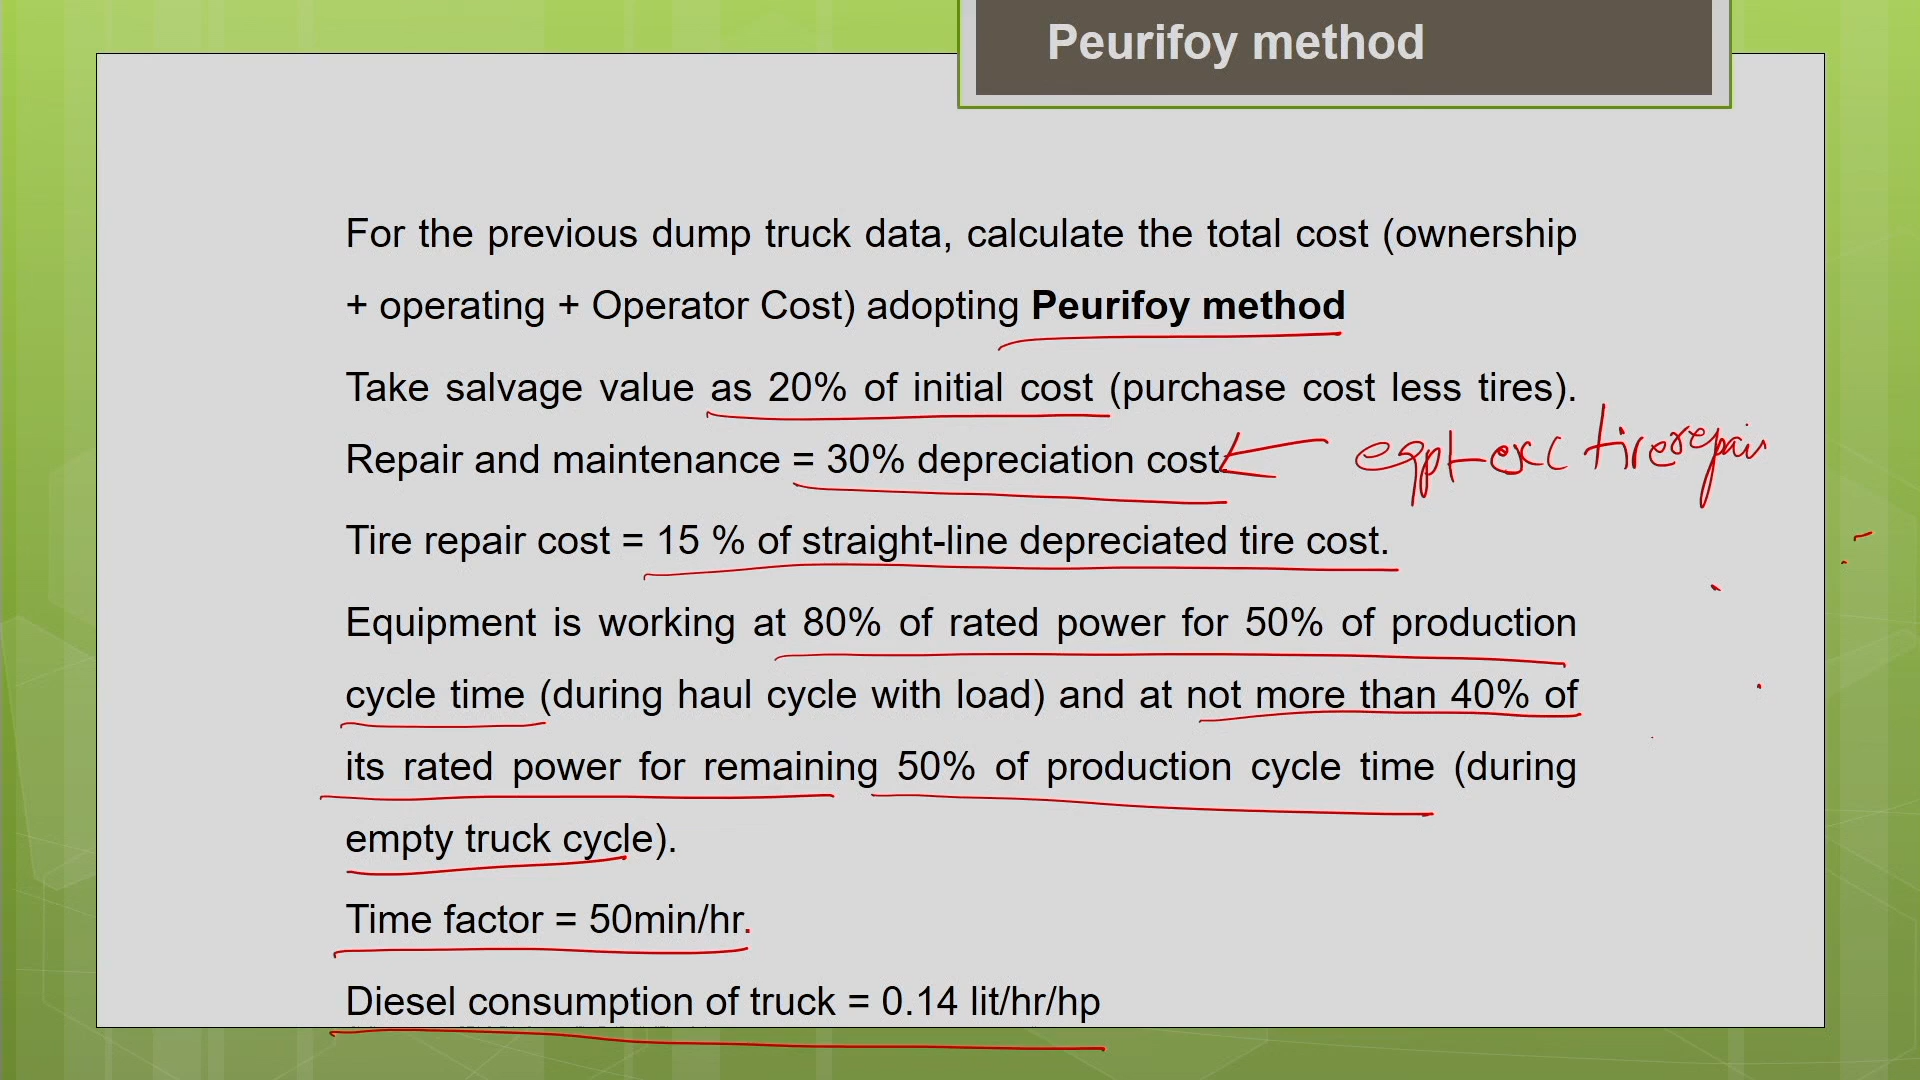 Peurifoy method
For the previous dump truck data, calculate the total cost (ownership
+ operating + Operator Cost) adopting Peurifoy method
Take salvage value as 20% of initial cost (purchase cost less tires).
Repair and maintenance = 30% depreciation cost. eqpt exc tire repair
Tire repair cost = 15 % of straight-line depreciated tire cost.
Equipment is working at 80% of rated power for 50% of production
cycle time (during haul cycle with load) and at not more than 40% of
its rated power for remaining 50% of production cycle time (during
empty truck cycle).
Time factor = 50min/hr.
Diesel consumption of truck = 0.14 lit/hr/hp